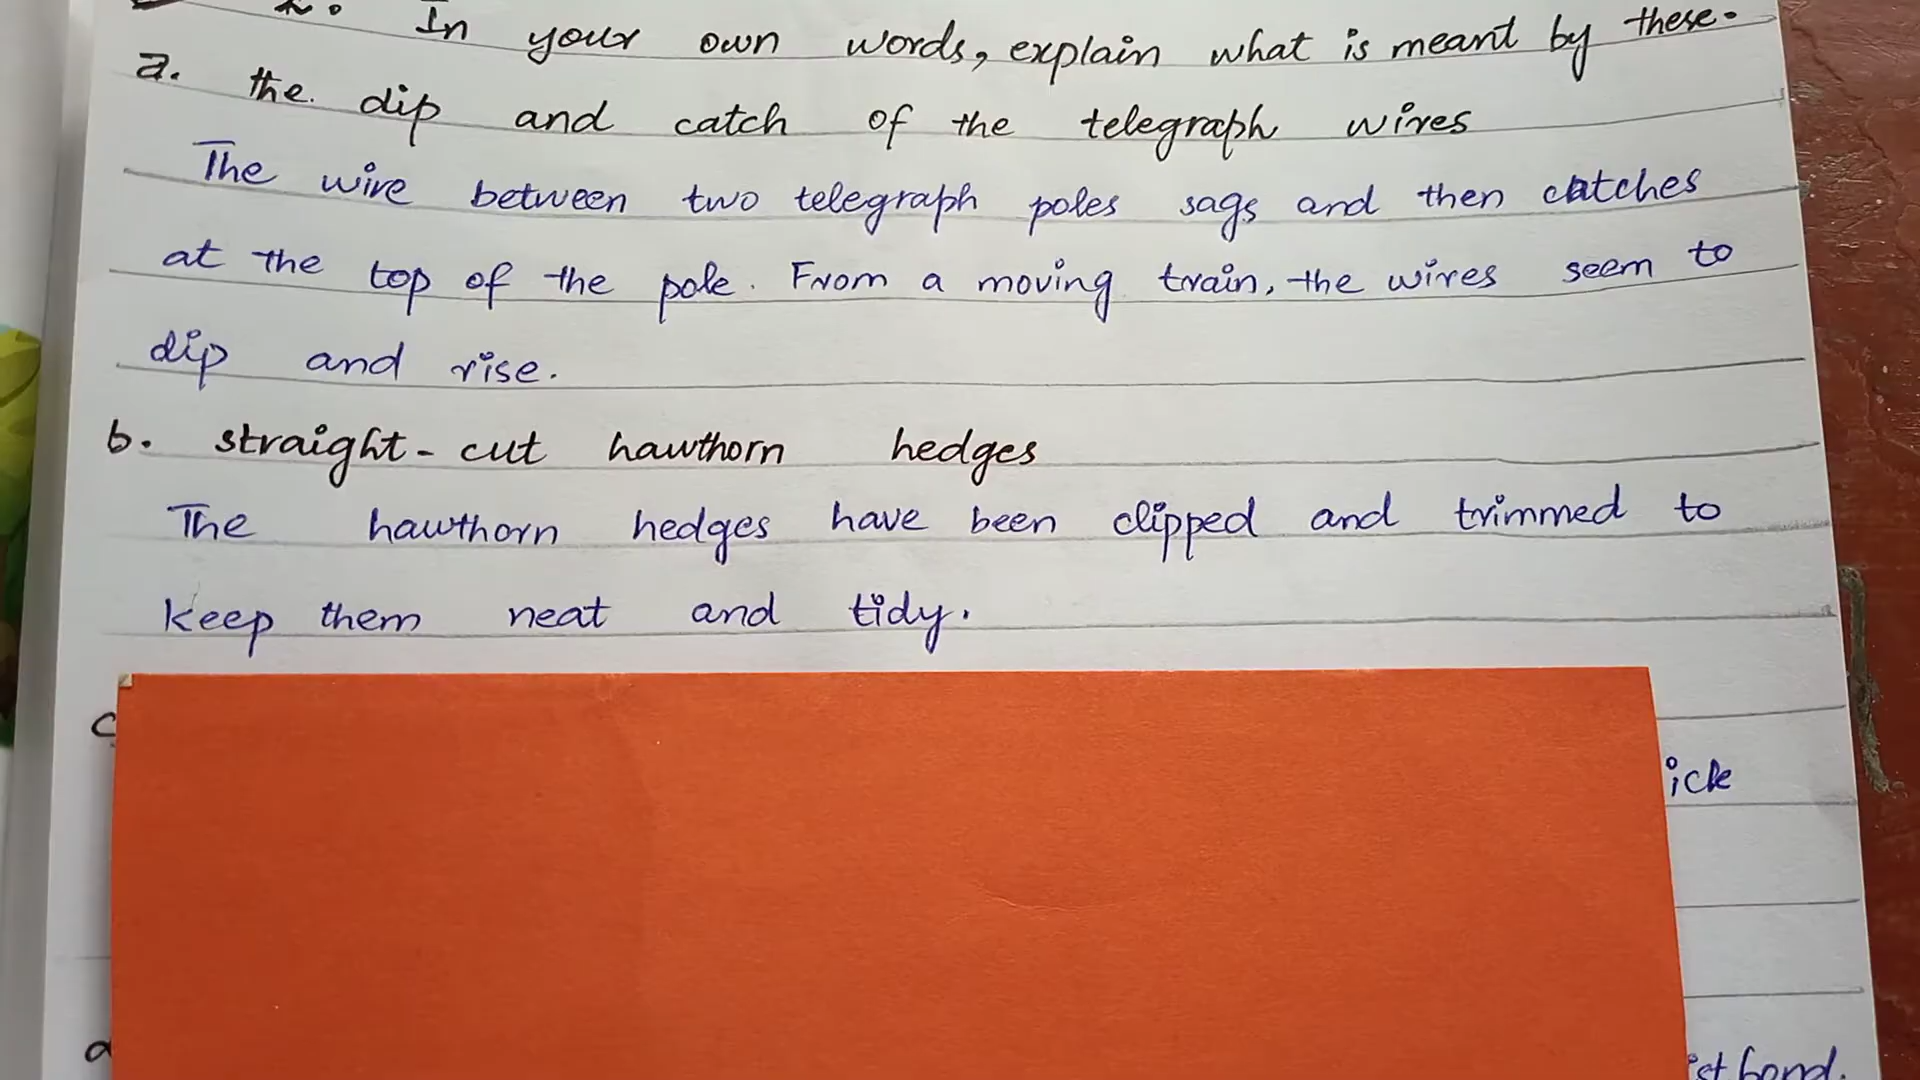 In your own words, explain what is meant by these.
a. the dip and catch of the telegraph wires
The wire between two telegraph poles sags and then catches
at the top of the pole. From a moving train, the wires seem to
dip and rise.
b. straight-cut hawthorn hedges
The hawthorn hedges have been clipped and trimmed to
keep them neat and tidy.
c
ick